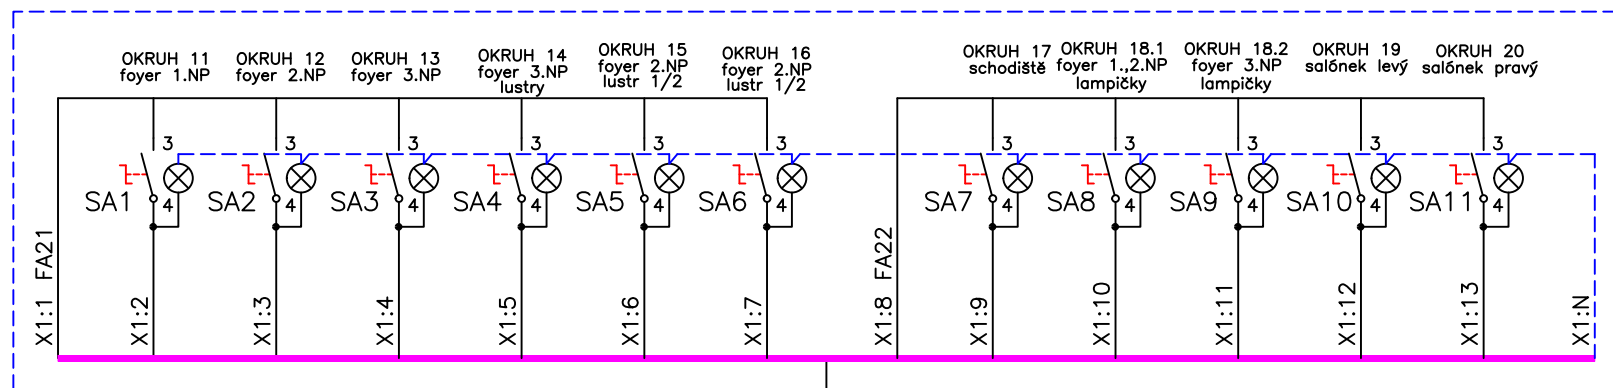 OKRUH 11
foyer 1.NP
OKRUH 12
foyer 2.NP
OKRUH 13
foyer 3.NP
OKRUH 14
foyer 3.NP
lustry
OKRUH 15
foyer 2.NP
lustr 1/2
OKRUH 16
foyer 2.NP
lustr 1/2
OKRUH 17
schodiště
OKRUH 18.1
foyer 1.,2.NP
lampičky
OKRUH 18.2
foyer 3.NP
lampičky
OKRUH 19
salónek levý
OKRUH 20
salónek pravý
3
3
3
3
3
3
3
3
3
3
3
SA1
4
SA2
4
SA3
4
SA4
4
SA5
4
SA6
4
SA7
4
SA8
4
SA9
4
SA10
4
SA11
4
X1:1 FA21
X1:2
X1:3
X1:4
X1:5
X1:6
X1:7
X1:8 FA22
X1:9
X1:10
X1:11
X1:12
X1:13
X1:N